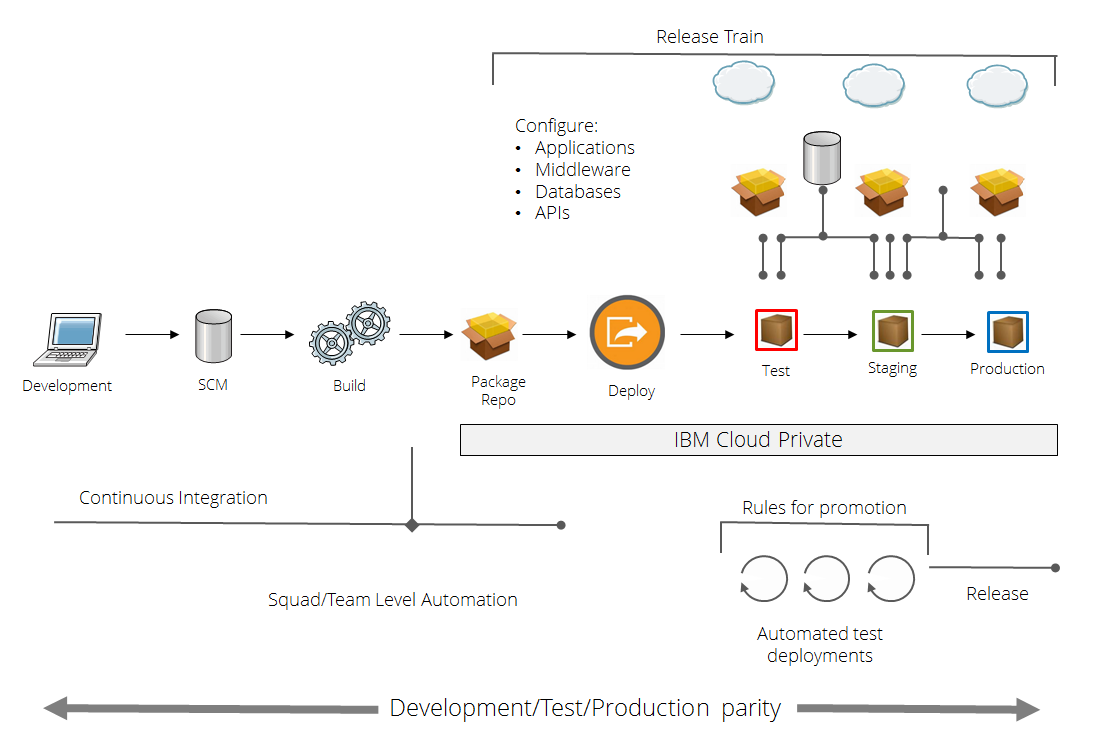 Release Train
Configure:
• Applications
• Middleware
• Databases
• APIs
Development
SCM
Build
Package
Repo
Deploy
Test
Staging
Production
IBM Cloud Private
Continuous Integration
Rules for promotion
Squad/Team Level Automation
Release
Automated test
deployments
Development/Test/Production parity